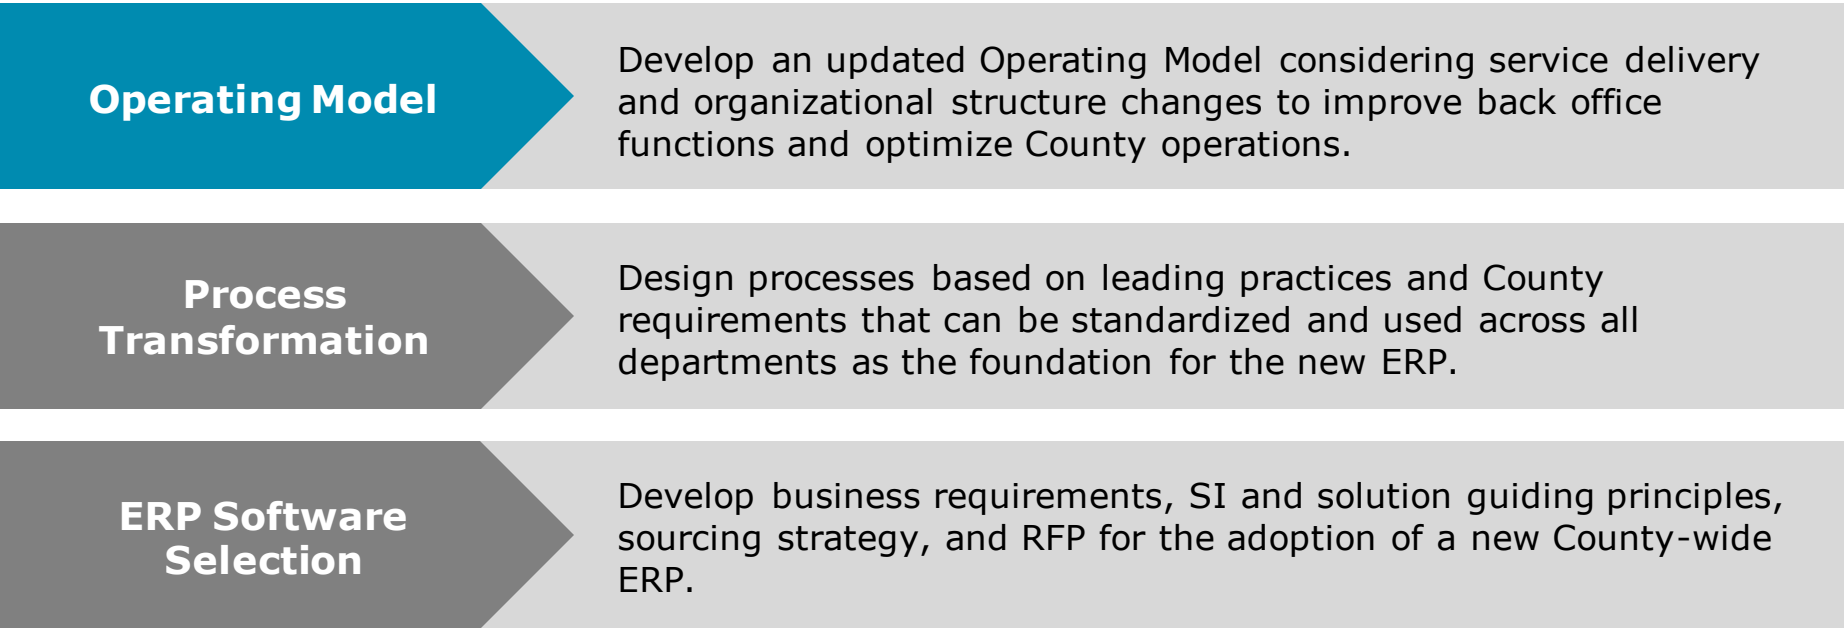 Operating Model
Develop an updated Operating Model considering service delivery
and organizational structure changes to improve back office
functions and optimize County operations.
Process
Transformation
Design processes based on leading practices and County
requirements that can be standardized and used across all
departments as the foundation for the new ERP.
ERP Software
Selection
Develop business requirements, SI and solution guiding principles,
sourcing strategy, and RFP for the adoption of a new County-wide
ERP.